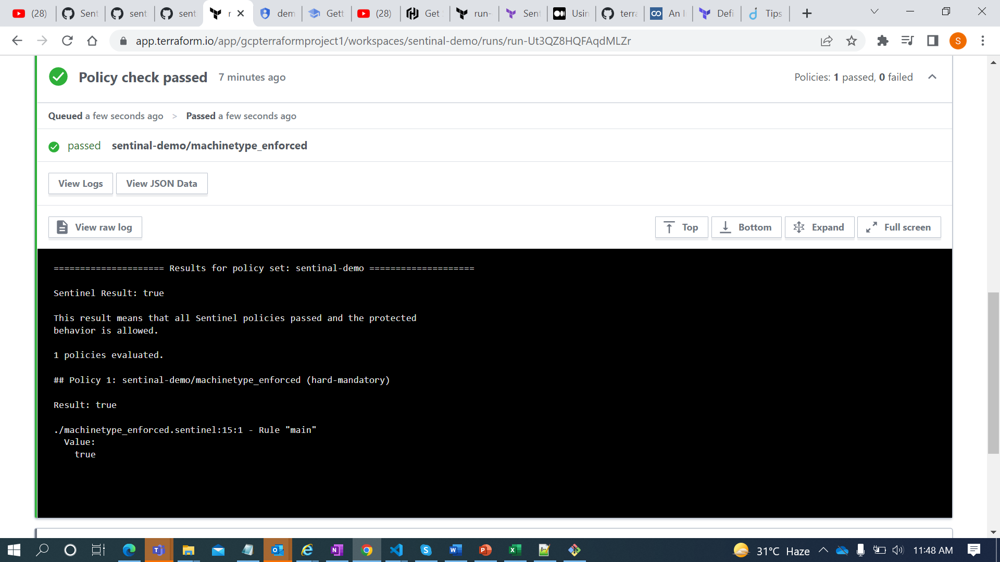 (28)
Sent
sent
sent
r
dem
Gett
(28)
Get
run-
Sent
Usin
terra
An I
Defi
Tips
app.terraform.io/app/gcpterraformproject1/workspaces/sentinal-demo/runs/run-Ut3QZ8HQFAqdMLZr
S
Policy check passed 7 minutes ago
Policies: 1 passed, 0 failed
Queued a few seconds ago > Passed a few seconds ago
passed sentinal-demo/machinetype_enforced
View Logs
View JSON Data
View raw log
Top
Bottom
Expand
Full screen
===================== Results for policy set: sentinal-demo ====================
Sentinel Result: true
This result means that all Sentinel policies passed and the protected
behavior is allowed.
1 policies evaluated.
## Policy 1: sentinal-demo/machinetype_enforced (hard-mandatory)
Result: true
./machinetype_enforced.sentinel:15:1 - Rule "main"
Value:
true
31°C Haze
11:48 AM